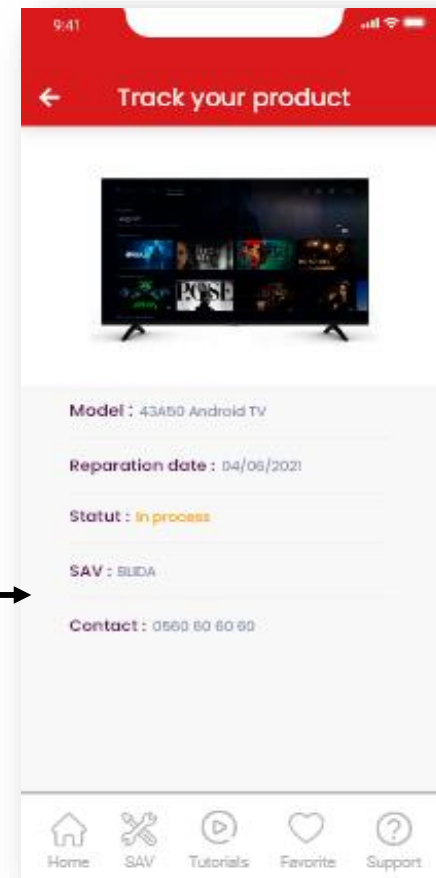 9:41
Track your product
POSE
Model : 43A50 Android TV
Reparation date : 04/06/2021
Statut : In process
SAV : BLIDA
Contact : 0560 60 60 60
Home SAV Tutorials Favorite Support